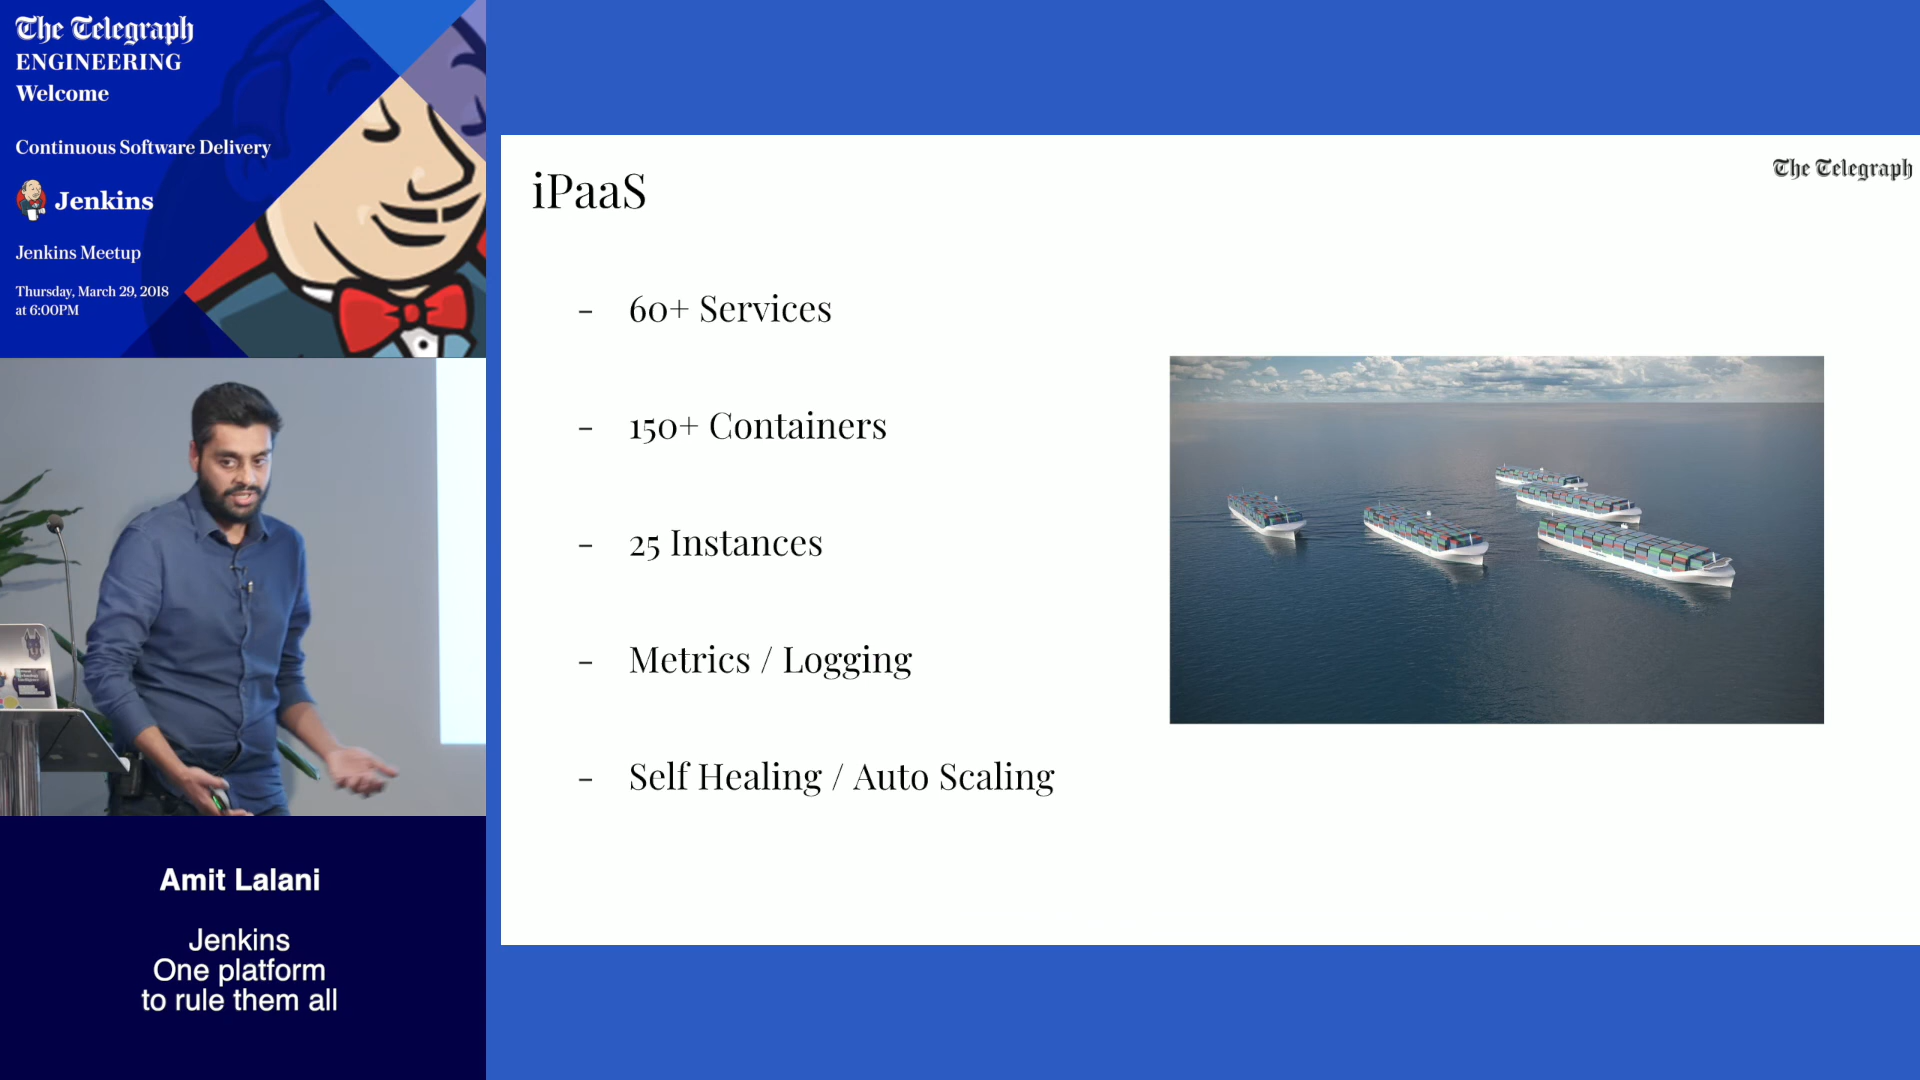 The Telegraph
ENGINEERING
Welcome
Continuous Software Delivery
Jenkins
Jenkins Meetup
Thursday, March 29, 2018
at 6:00PM
Amit Lalani
Jenkins
One platform
to rule them all
iPaaS
The Telegraph
- 60+ Services
- 150+ Containers
- 25 Instances
- Metrics / Logging
- Self Healing / Auto Scaling